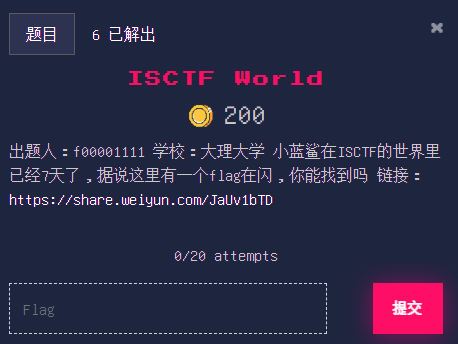 题目 6 已解出
ISCTF World
200
出题人：f00001111 学校：大理大学 小蓝鲨在ISCTF的世界里
已经7天了，据说这里有一个flag在闪，你能找到吗 链接：
https://share.weiyun.com/JaUv1bTD
0/20 attempts
Flag 提交